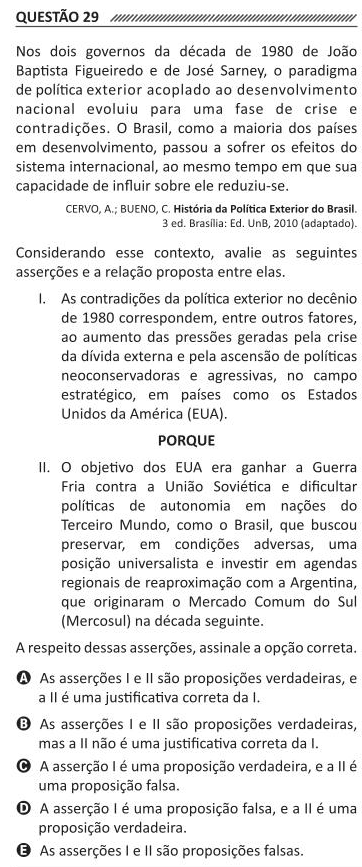 QUESTÃO 29
Nos dois governos da década de 1980 de João
Baptista Figueiredo e de José Sarney, o paradigma
de política exterior acoplado ao desenvolvimento
nacional evoluiu para uma fase de crise e
contradições. O Brasil, como a maioria dos países
em desenvolvimento, passou a sofrer os efeitos do
sistema internacional, ao mesmo tempo em que sua
capacidade de influir sobre ele reduziu-se.
CERVO, A.; BUENO, C. História da Política Exterior do Brasil.
3 ed. Brasília: Ed. UnB, 2010 (adaptado).
Considerando esse contexto, avalie as seguintes
asserções e a relação proposta entre elas.
I. As contradições da política exterior no decênio
de 1980 correspondem, entre outros fatores,
ao aumento das pressões geradas pela crise
da dívida externa e pela ascensão de políticas
neoconservadoras e agressivas, no campo
estratégico, em países como os Estados
Unidos da América (EUA).
PORQUE
II. O objetivo dos EUA era ganhar a Guerra
Fria contra a União Soviética e dificultar
políticas de autonomia em nações do
Terceiro Mundo, como o Brasil, que buscou
preservar, em condições adversas, uma
posição universalista e investir em agendas
regionais de reaproximação com a Argentina,
que originaram o Mercado Comum do Sul
(Mercosul) na década seguinte.
A respeito dessas asserções, assinale a opção correta.
A As asserções I e II são proposições verdadeiras, e
a II é uma justificativa correta da I.
B As asserções I e II são proposições verdadeiras,
mas a II não é uma justificativa correta da I.
C A asserção I é uma proposição verdadeira, e a II é
uma proposição falsa.
D A asserção I é uma proposição falsa, e a II é uma
proposição verdadeira.
E As asserções I e II são proposições falsas.